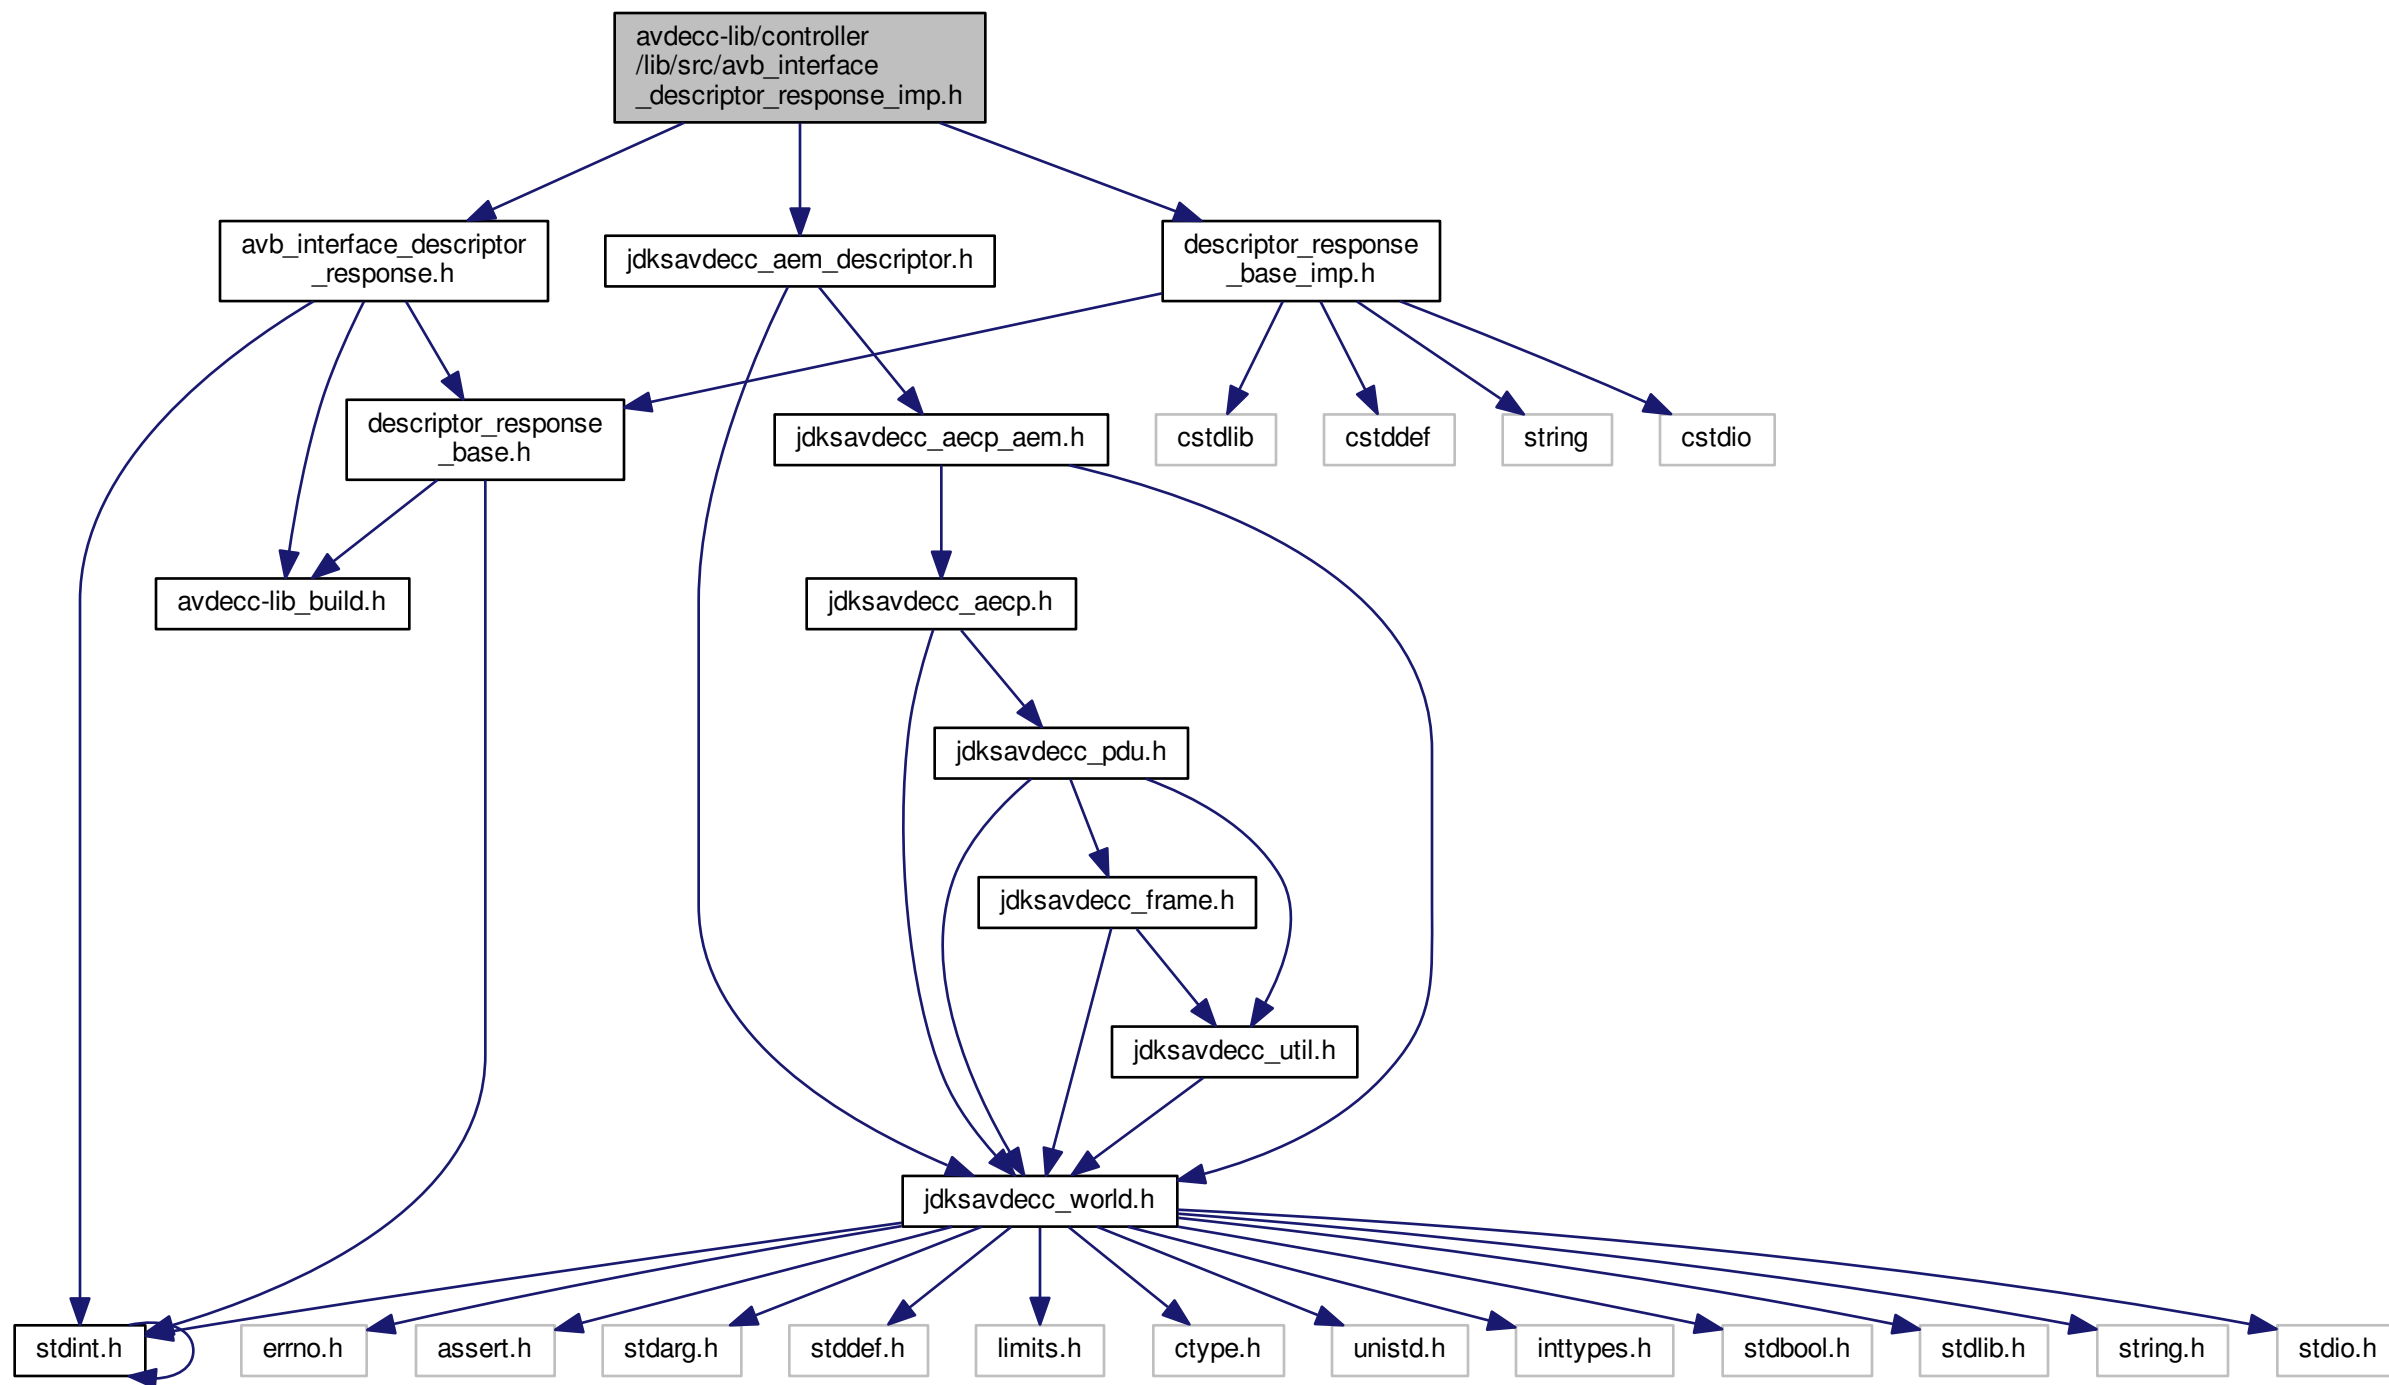 avdecc-lib/controller
/lib/src/avb_interface
_descriptor_response_imp.h
avb_interface_descriptor
_response.h
jdksavdecc_aem_descriptor.h
descriptor_response
_base_imp.h
descriptor_response
_base.h
jdksavdecc_aecp_aem.h
cstdlib
cstddef
string
cstdio
avdecc-lib_build.h
jdksavdecc_aecp.h
jdksavdecc_pdu.h
jdksavdecc_frame.h
jdksavdecc_util.h
jdksavdecc_world.h
stdint.h
errno.h
assert.h
stdarg.h
stddef.h
limits.h
ctype.h
unistd.h
inttypes.h
stdbool.h
stdlib.h
string.h
stdio.h